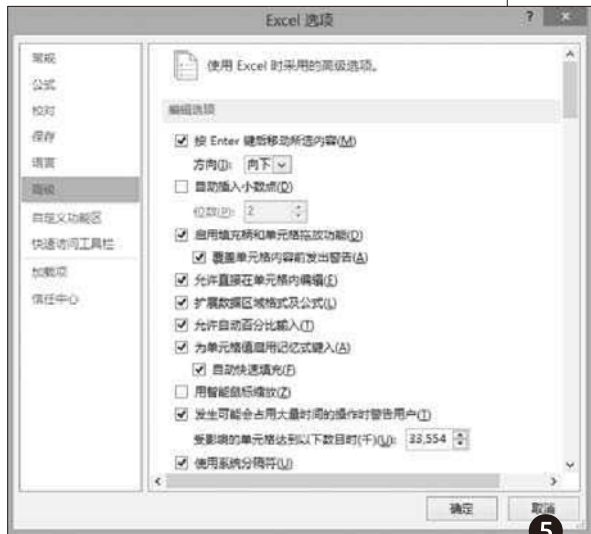 Excel 选项
?
常规
公式
校对
保存
语言
高级
自定义功能区
快速访问工具栏
加载项
信任中心
使用 Excel 时采用的高级选项。
编辑选项
按 Enter 键后移动所选内容(M)
方向(I): 向下
自动插入小数点(D)
位数(P): 2
启用填充柄和单元格拖放功能(D)
覆盖单元格内容前发出警告(A)
允许直接在单元格内编辑(E)
扩展数据区域格式及公式(L)
允许自动百分比输入(T)
为单元格值启用记忆式键入(A)
自动快速填充(F)
用智能鼠标缩放(Z)
发生可能会占用大量时间的操作时警告用户(T)
受影响的单元格达到以下数目时(千)(U): 33,554
使用系统分隔符(U)
确定 取消
5